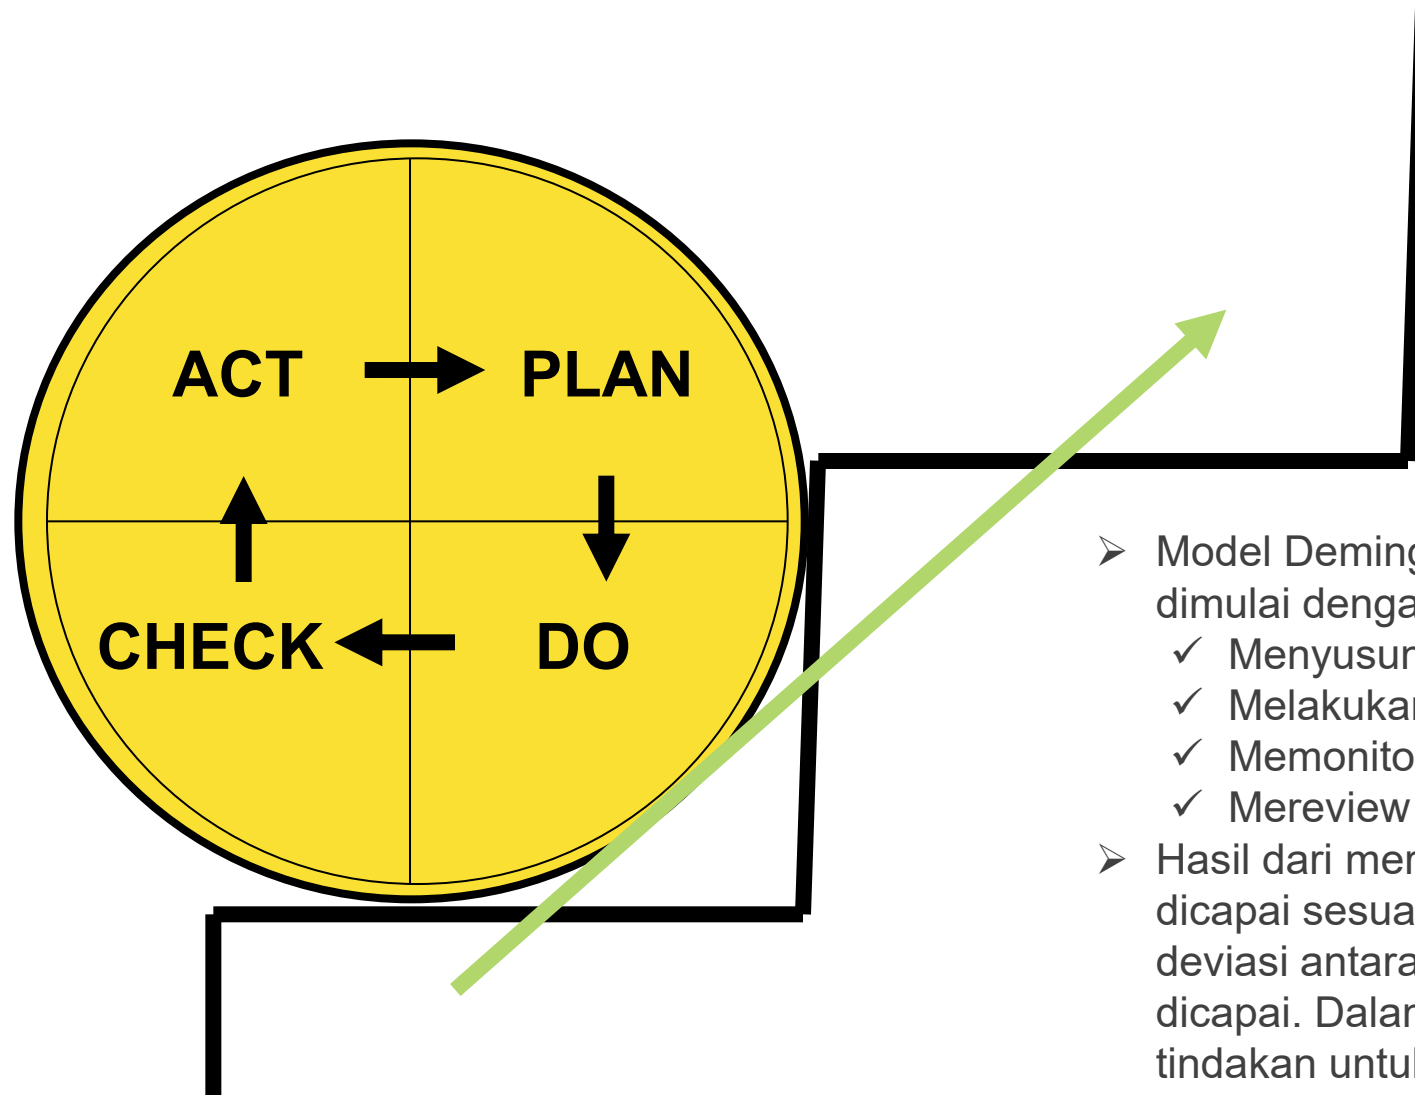 ACT PLAN
CHECK DO
➢ Model Deming
dimulai denga
✓ Menyusun
✓ Melakukan
✓ Memonito
✓ Mereview
➢ Hasil dari mer
dicapai sesua
deviasi antara
dicapai. Dalam
tindakan untuk